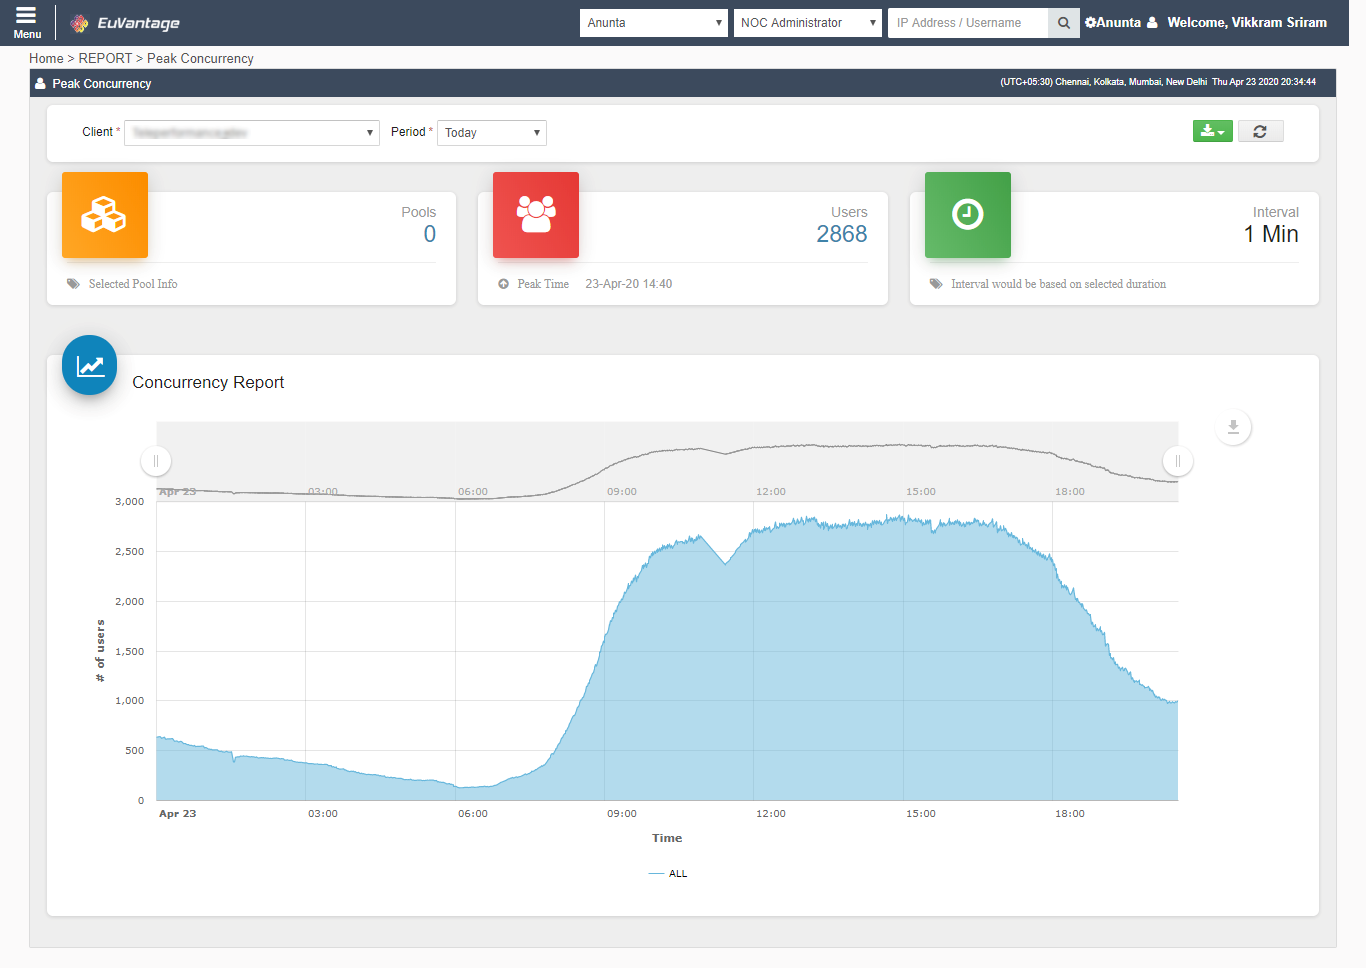 Menu
EuVantage
Anunta
NOC Administrator
IP Address / Username
Anunta
Welcome, Vikkram Sriram
Home > REPORT > Peak Concurrency
Peak Concurrency
(UTC+05:30) Chennai, Kolkata, Mumbai, New Delhi Thu Apr 23 2020 20:34:44
Client *
Period *
Today
Pools
0
Selected Pool Info
Users
2868
Peak Time 23-Apr-20 14:40
Interval
1 Min
Interval would be based on selected duration
Concurrency Report
Apr 23 03:00 06:00 09:00 12:00 15:00 18:00
3,000
2,500
2,000
1,500
1,000
500
0
# of users
Apr 23 03:00 06:00 09:00 12:00 15:00 18:00
Time
ALL